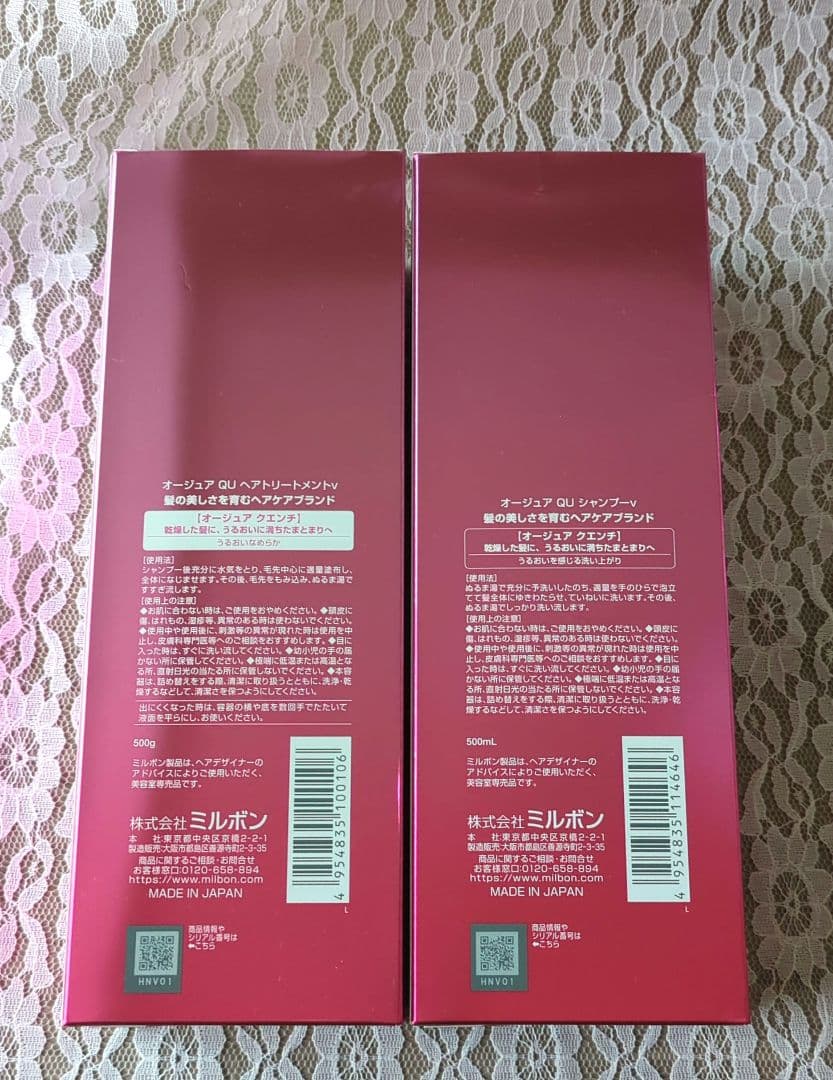 オージュア QU ヘアトリートメントv
髪の美しさを育むヘアケアブランド
【オージュア クエンチ】
乾燥した髪に、うるおいに満ちたまとまりへ
うるおいなめらか
【使用法】
シャンプー後充分に水気をとり、毛先中心に適量塗布し、
全体になじませます。その後、毛先をもみ込み、ぬるま湯で
すすぎ流します。
【使用上の注意】
◆お肌に合わない時は、ご使用をおやめください。◆頭皮に
傷、はれもの、湿疹等、異常のある時は使わないでください。
◆使用中や使用後に、刺激等の異常が現れた時は使用を中
止し、皮膚科専門医等へのご相談をおすすめします。◆目に
入った時は、すぐに洗い流してください。◆幼小児の手の届
かない所に保管してください。◆極端に低温または高温とな
る所、直射日光の当たる所に保管しないでください。◆本容
器は、詰め替えをする際、清潔に取り扱うとともに、洗浄・乾
燥するなどして、清潔さを保つようにしてください。
出にくくなった時は、容器の横や底を数回手でたたいて
液面を平らにし、お使いください。
500g
ミルボン製品は、ヘアデザイナーの
アドバイスによりご使用いただく、
美容室専売品です。
株式会社 ミルボン
本 社:東京都中央区京橋2-2-1
製造販売:大阪市都島区善源寺町2-3-35
商品に関するご相談・お問合せ
お客様窓口:0120-658-894
https://www.milbon.com
MADE IN JAPAN
4 954835 100106
L
商品情報や
シリアル番号は
⬅こちら
HNV01
オージュア QU シャンプーv
髪の美しさを育むヘアケアブランド
【オージュア クエンチ】
乾燥した髪に、うるおいに満ちたまとまりへ
うるおいを感じる洗い上がり
【使用法】
ぬるま湯で充分に予洗いしたのち、適量を手のひらで泡立
てて髪全体にゆきわたらせ、ていねいに洗います。その後、
ぬるま湯でしっかり洗い流します。
【使用上の注意】
◆お肌に合わない時は、ご使用をおやめください。◆頭皮に
傷、はれもの、湿疹等、異常のある時は使わないでください。
◆使用中や使用後に、刺激等の異常が現れた時は使用を中
止し、皮膚科専門医等へのご相談をおすすめします。◆目に
入った時は、すぐに洗い流してください。◆幼小児の手の届
かない所に保管してください。◆極端に低温または高温とな
る所、直射日光の当たる所に保管しないでください。◆本容
器は、詰め替えをする際、清潔に取り扱うとともに、洗浄・乾
燥するなどして、清潔さを保つようにしてください。
500mL
ミルボン製品は、ヘアデザイナーの
アドバイスによりご使用いただく、
美容室専売品です。
株式会社 ミルボン
本 社:東京都中央区京橋2-2-1
製造販売:大阪市都島区善源寺町2-3-35
商品に関するご相談・お問合せ
お客様窓口:0120-658-894
https://www.milbon.com
MADE IN JAPAN
4 954835 114646
L
商品情報や
シリアル番号は
⬅こちら
HNV01